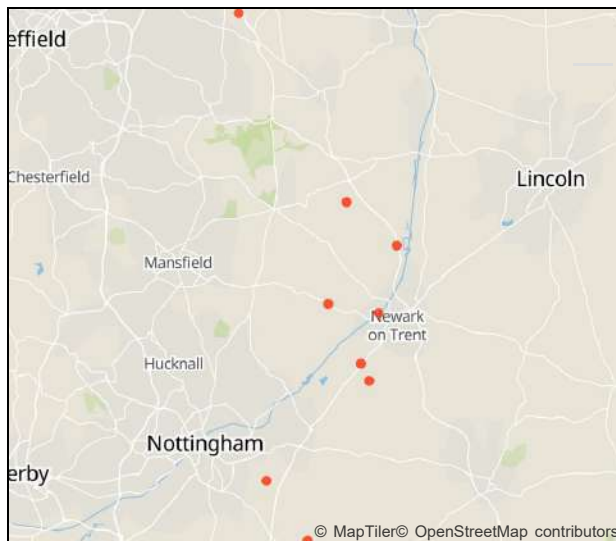 effield
Chesterfield
Lincoln
Mansfield
Newark
on Trent
Hucknall
Nottingham
erby
© MapTiler© OpenStreetMap contributors